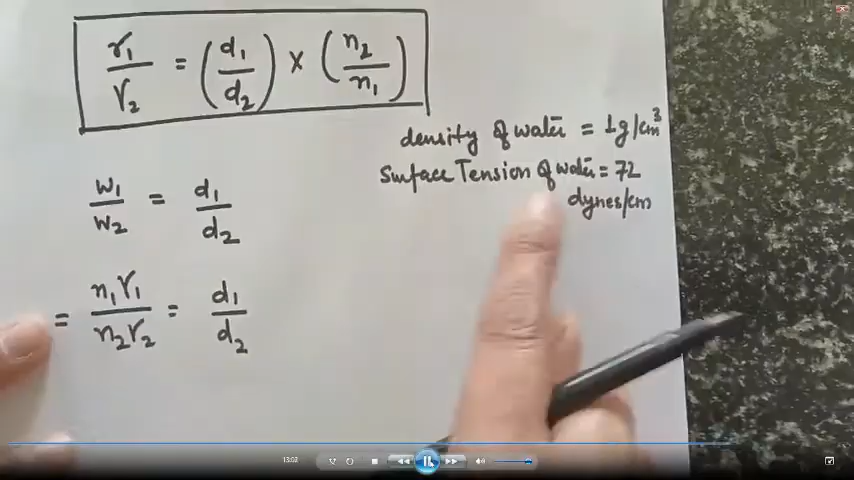 γ₁/γ₂ = (d₁/d₂) × (n₂/n₁)
density of water = 1g/cm³
Surface Tension of water = 72
dynes/cm
w₁/w₂ = d₁/d₂
= n₁γ₁/n₂γ₂ = d₁/d₂
13:03